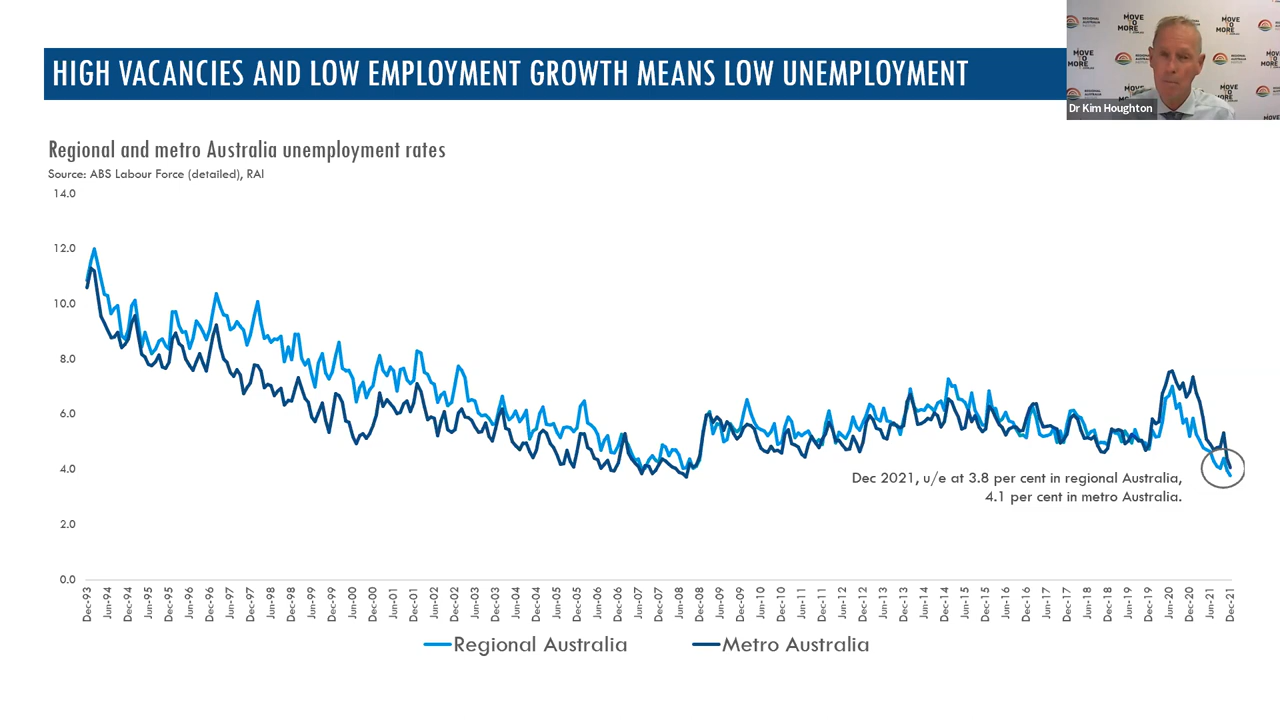 HIGH VACANCIES AND LOW EMPLOYMENT GROWTH MEANS LOW UNEMPLOYMENT
MOVE TO MORE
REGIONAL AUSTRALIA INSTITUTE
Dr Kim Houghton
Regional and metro Australia unemployment rates
Source: ABS Labour Force (detailed), RAI
14.0
12.0
10.0
8.0
6.0
4.0
2.0
0.0
Dec 2021, u/e at 3.8 per cent in regional Australia,
4.1 per cent in metro Australia.
Dec-93
Jun-94
Dec-94
Jun-95
Dec-95
Jun-96
Dec-96
Jun-97
Dec-97
Jun-98
Dec-98
Jun-99
Dec-99
Jun-00
Dec-00
Jun-01
Dec-01
Jun-02
Dec-02
Jun-03
Dec-03
Jun-04
Dec-04
Jun-05
Dec-05
Jun-06
Dec-06
Jun-07
Dec-07
Jun-08
Dec-08
Jun-09
Dec-09
Jun-10
Dec-10
Jun-11
Dec-11
Jun-12
Dec-12
Jun-13
Dec-13
Jun-14
Dec-14
Jun-15
Dec-15
Jun-16
Dec-16
Jun-17
Dec-17
Jun-18
Dec-18
Jun-19
Dec-19
Jun-20
Dec-20
Jun-21
Dec-21
Regional Australia
Metro Australia